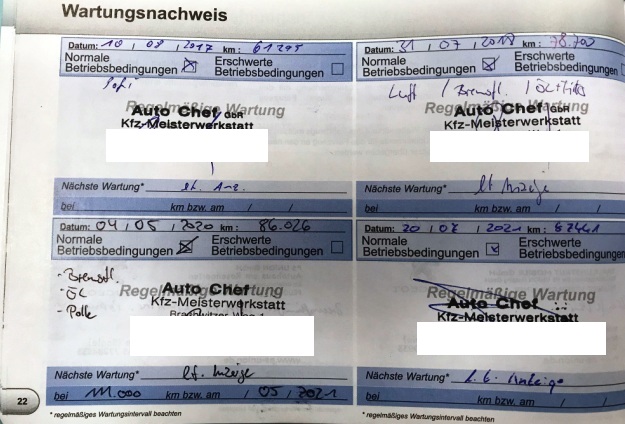 Wartungsnachweis
Datum: 10 , 08 , 2017 km : 61295
Normale Betriebsbedingungen ☒ Erschwerte Betriebsbedingungen ☐
Regelmäßige Wartung
Auto Chef GbR
Kfz-Meisterwerkstatt
Nächste Wartung*
bei km bzw. am / /
Datum: 31 , 07 , 2018 km : 78.700
Normale Betriebsbedingungen ☒ Erschwerte Betriebsbedingungen ☐
Luft / Bremsfl.
Regelmäßige Wartung
Auto Chef GbR
Kfz-Meisterwerkstatt
Nächste Wartung* lt Anzeige
bei km bzw. am / /
Datum: 04 , 05 , 2020 km : 86.026
Normale Betriebsbedingungen ☒ Erschwerte Betriebsbedingungen ☐
- Bremsfl
- ÖL
- Polle
Regelmäßige Wartung
Auto Chef
Kfz-Meisterwerkstatt
Nächste Wartung* lt. Anzeige
bei 111.000 km bzw. am / 05 / 2021
Datum: 20 , 07 , 2021 km :
Normale Betriebsbedingungen ☑ Erschwerte Betriebsbedingungen ☐
Regelmäßige Wartung
Auto Chef
Kfz-Meisterwerkstatt
Nächste Wartung* Anzeige
bei km bzw. am / /
22
* regelmäßiges Wartungsintervall beachten
* regelmäßiges Wartungsintervall beachten